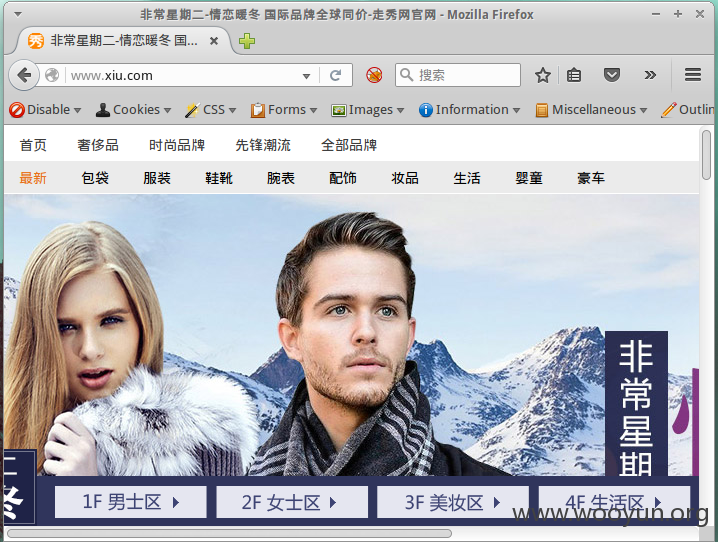 非常星期二-情恋暖冬 国际品牌全球同价-走秀网官网 - Mozilla Firefox
秀 非常星期二-情恋暖冬 国...
www.xiu.com 搜索
Disable Cookies CSS Forms Images Information Miscellaneous Outlin
首页 奢侈品 时尚品牌 先锋潮流 全部品牌
最新 包袋 服装 鞋靴 腕表 配饰 妆品 生活 婴童 豪车
非常星期
冬
1F 男士区 2F 女士区 3F 美妆区 4F 生活区
www.wooyun.org